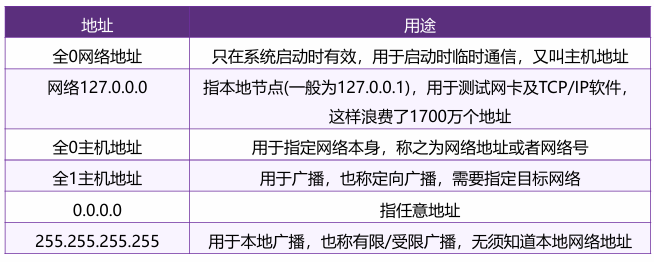 地址 用途
全0网络地址 只在系统启动时有效，用于启动时临时通信，又叫主机地址
网络127.0.0.0 指本地节点(一般为127.0.0.1)，用于测试网卡及TCP/IP软件，
这样浪费了1700万个地址
全0主机地址 用于指定网络本身，称之为网络地址或者网络号
全1主机地址 用于广播，也称定向广播，需要指定目标网络
0.0.0.0 指任意地址
255.255.255.255 用于本地广播，也称有限/受限广播，无须知道本地网络地址